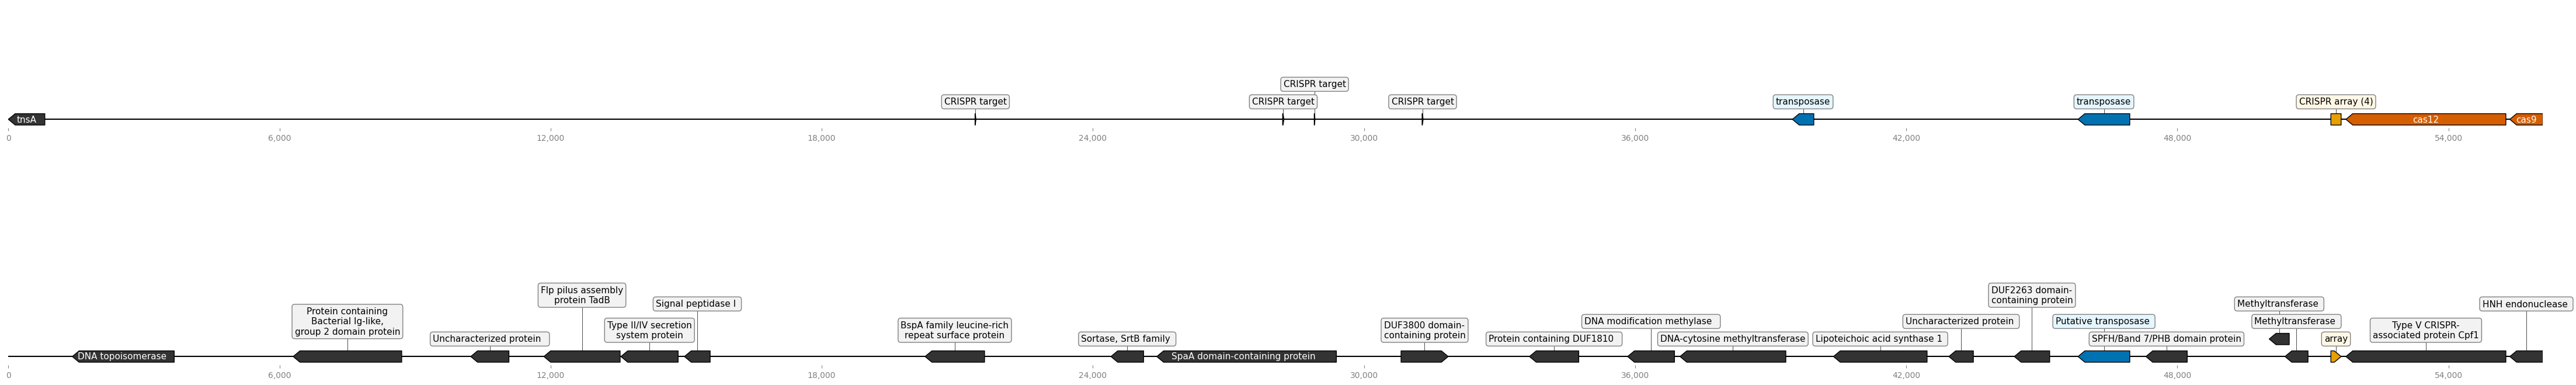 CRISPR target
CRISPR target
CRISPR target
CRISPR target
transposase
transposase
CRISPR array (4)
tnsA
cas12
cas9
0
6,000
12,000
18,000
24,000
30,000
36,000
42,000
48,000
54,000
Flp pilus assembly
protein TadB
DUF2263 domain-
containing protein
Signal peptidase I
Methyltransferase
HNH endonuclease
Protein containing
Bacterial Ig-like,
group 2 domain protein
Type II/IV secretion
system protein
BspA family leucine-rich
repeat surface protein
DUF3800 domain-
containing protein
DNA modification methylase
Uncharacterized protein
Putative transposase
Methyltransferase
Type V CRISPR-
associated protein Cpf1
Uncharacterized protein
Sortase, SrtB family
Protein containing DUF1810
DNA-cytosine methyltransferase
Lipoteichoic acid synthase 1
SPFH/Band 7/PHB domain protein
array
DNA topoisomerase
SpaA domain-containing protein
0
6,000
12,000
18,000
24,000
30,000
36,000
42,000
48,000
54,000